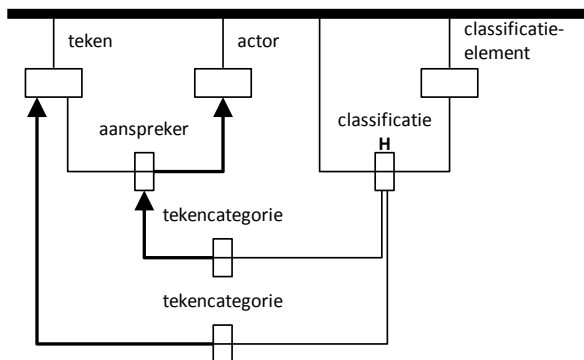 teken
actor
classificatie-
element
aanspreker
classificatie
H
tekencategorie
tekencategorie